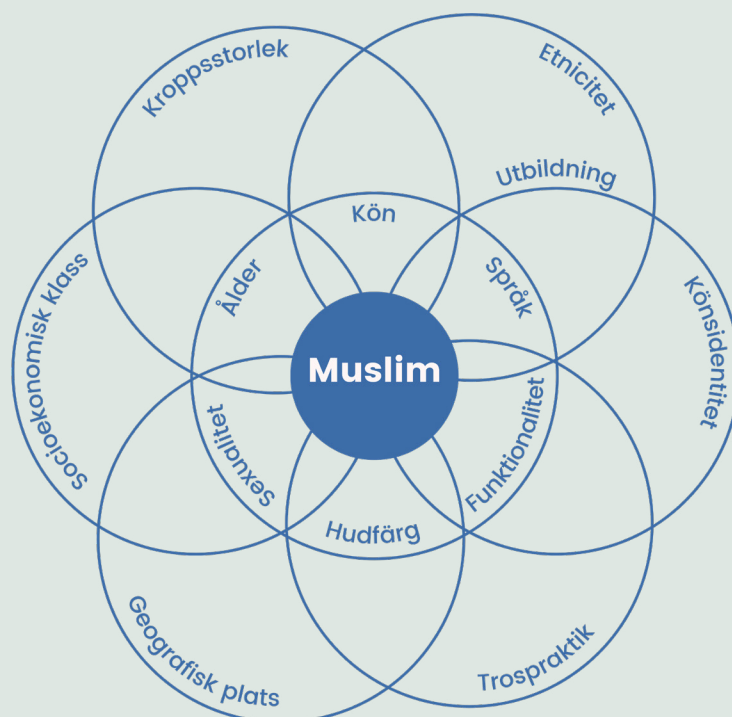 Kroppsstorlek
Etnicitet
Utbildning
Kön
Ålder
Språk
Socioekonomisk klass
Könsidentitet
Muslim
Sexualitet
Funktionalitet
Hudfärg
Geografisk plats
Trospraktik